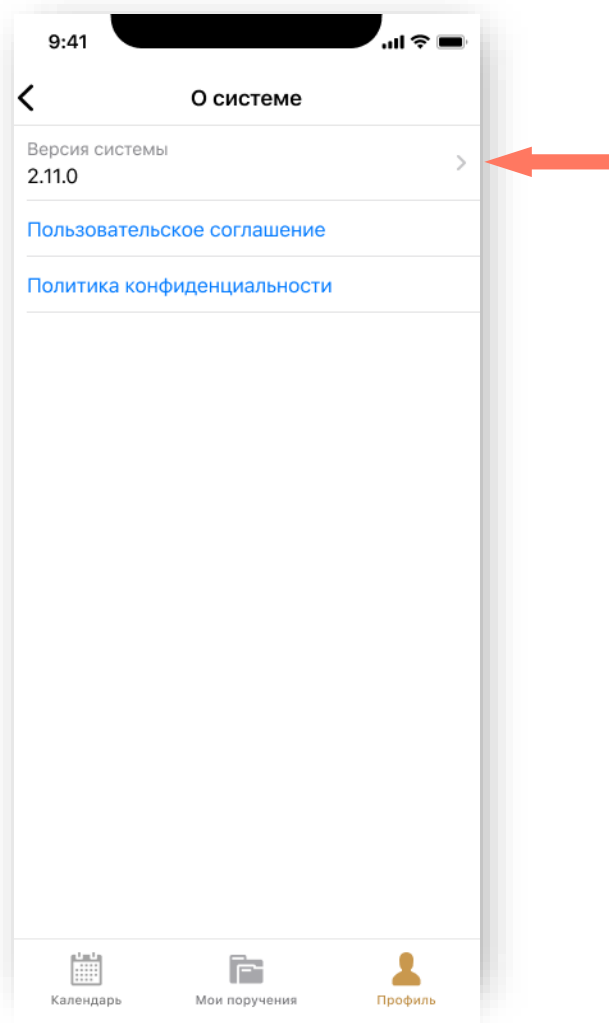 9:41
О системе
Версия системы
2.11.0
Пользовательское соглашение
Политика конфиденциальности
Календарь
Мои поручения
Профиль